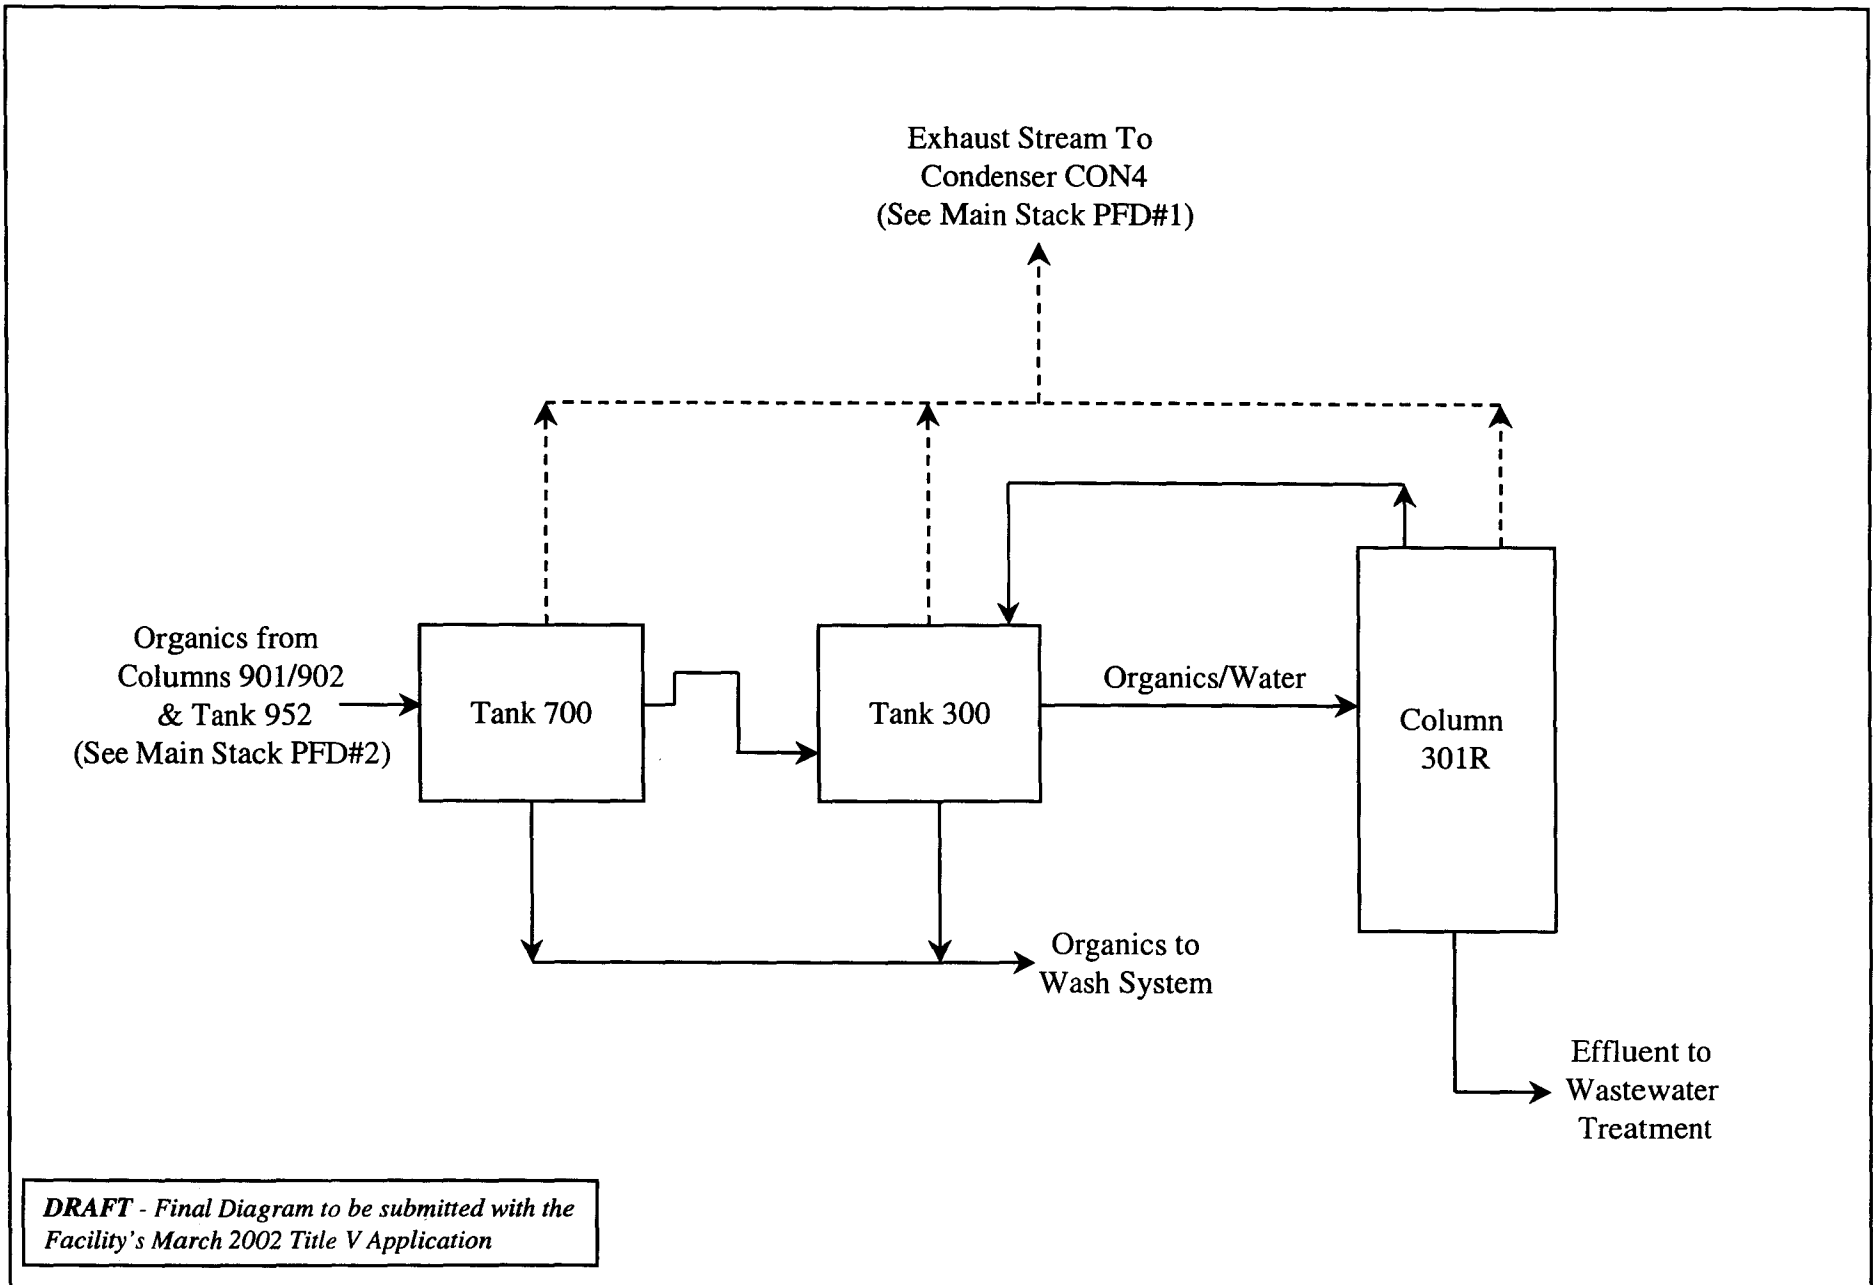 Exhaust Stream To
Condenser CON4
(See Main Stack PFD#1)
Organics from
Columns 901/902
& Tank 952
(See Main Stack PFD#2)
Tank 700
Tank 300
Organics/Water
Column
301R
Organics to
Wash System
Effluent to
Wastewater
Treatment
DRAFT - Final Diagram to be submitted with the
Facility's March 2002 Title V Application